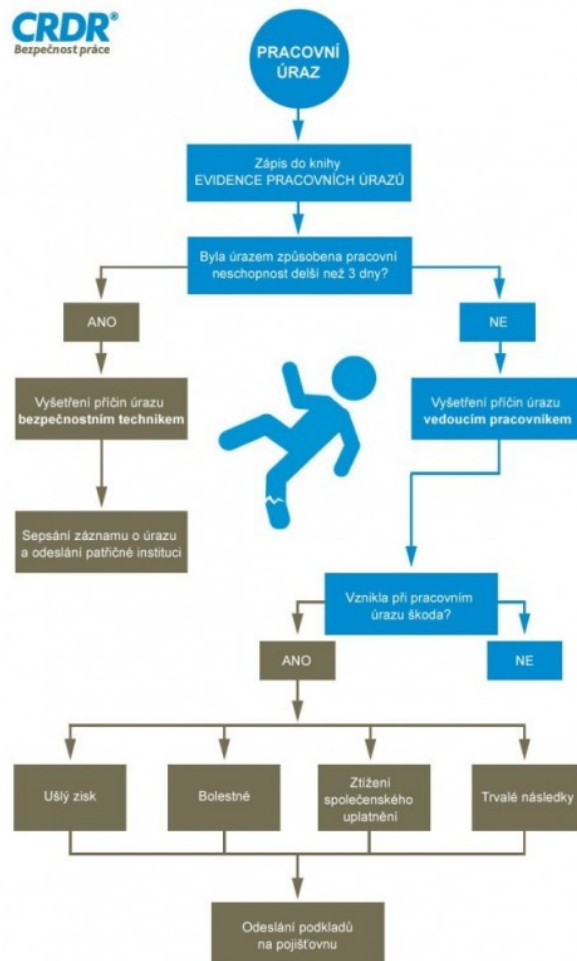 CRDR®
Bezpečnost práce
PRACOVNÍ
ÚRAZ
Zápis do knihy
EVIDENCE PRACOVNÍCH ÚRAZŮ
Byla úrazem způsobena pracovní
neschopnost delší než 3 dny?
ANO
NE
Vyšetření příčin úrazu
bezpečnostním technikem
Vyšetření příčin úrazu
vedoucím pracovníkem
Sepsání záznamu o úrazu
a odeslání patřičné instituci
Vznikla při pracovním
úrazu škoda?
ANO
NE
Ušlý zisk
Bolestné
Ztížení
společenského
uplatnění
Trvalé následky
Odeslání podkladů
na pojišťovnu